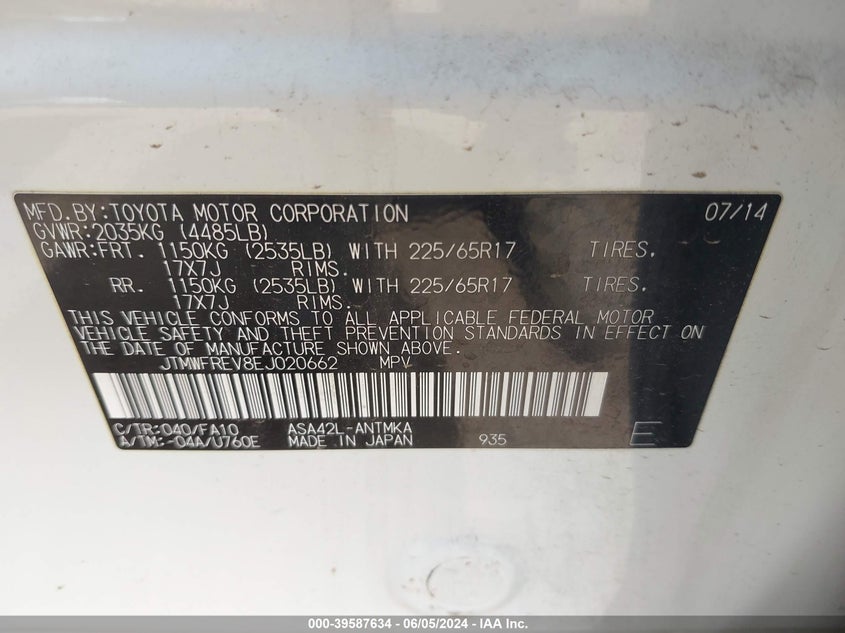 MFD.BY:TOYOTA MOTOR CORPORATION 07/14
GVWR:2035KG (4485LB)
GAWR:FRT. 1150KG (2535LB) WITH 225/65R17 TIRES.
17X7J RIMS.
RR. 1150KG (2535LB) WITH 225/65R17 TIRES.
17X7J RIMS.
THIS VEHICLE CONFORMS TO ALL APPLICABLE FEDERAL MOTOR
VEHICLE SAFETY AND THEFT PREVENTION STANDARDS IN EFFECT ON
THE DATE OF MANUFACTURE SHOWN ABOVE.
JTMWFREV8EJ020662 MPV
C/TR:040/FA10 ASA42L-ANTMKA
A/TM:-04A/U760E MADE IN JAPAN 935 E
000-39587634 - 06/05/2024 - IAA Inc.